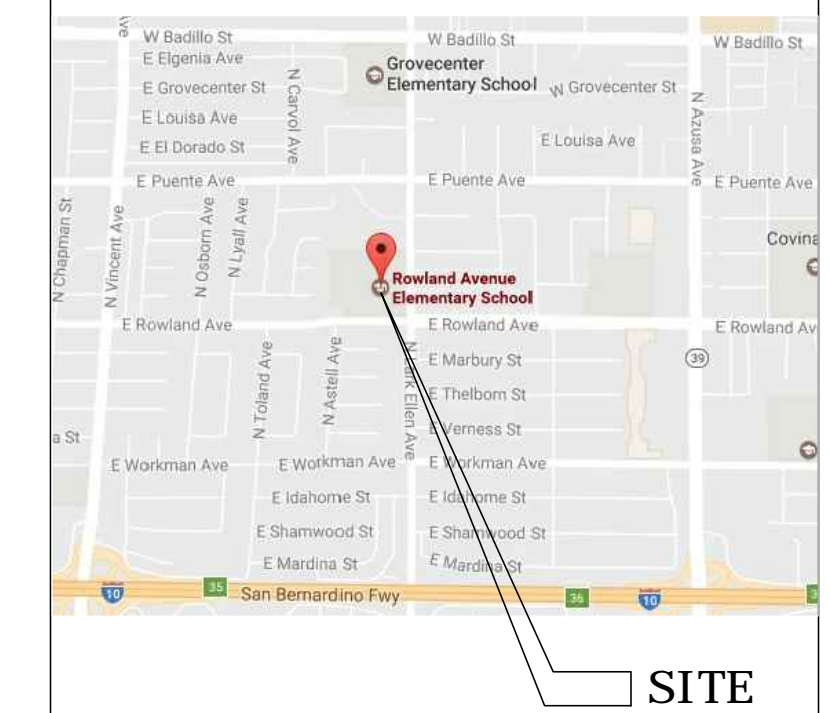 Ave
W Badillo St
W Badillo St
W Badillo St
E Elgenia Ave
Grovecenter
Elementary School
E Grovecenter St
W Grovecenter St
N Carvol Ave
N Azusa Ave
E Louisa Ave
E Louisa Ave
E El Dorado St
E Puente Ave
E Puente Ave
E Puente Ave
N Chapman St
N Vincent Ave
N Osborn Ave
N Lyall Ave
Covina
Rowland Avenue
Elementary School
E Rowland Ave
E Rowland Ave
E Rowland Av
N Toland Ave
N Astell Ave
N Lark Ellen Ave
E Marbury St
39
E Thelborn St
E Verness St
a St
E Workman Ave
E Workman Ave
E Workman Ave
E Idahome St
E Idahome St
E Shamwood St
E Shamwood St
E Mardina St
E Mardina St
10
35
San Bernardino Fwy
36
10
3
SITE